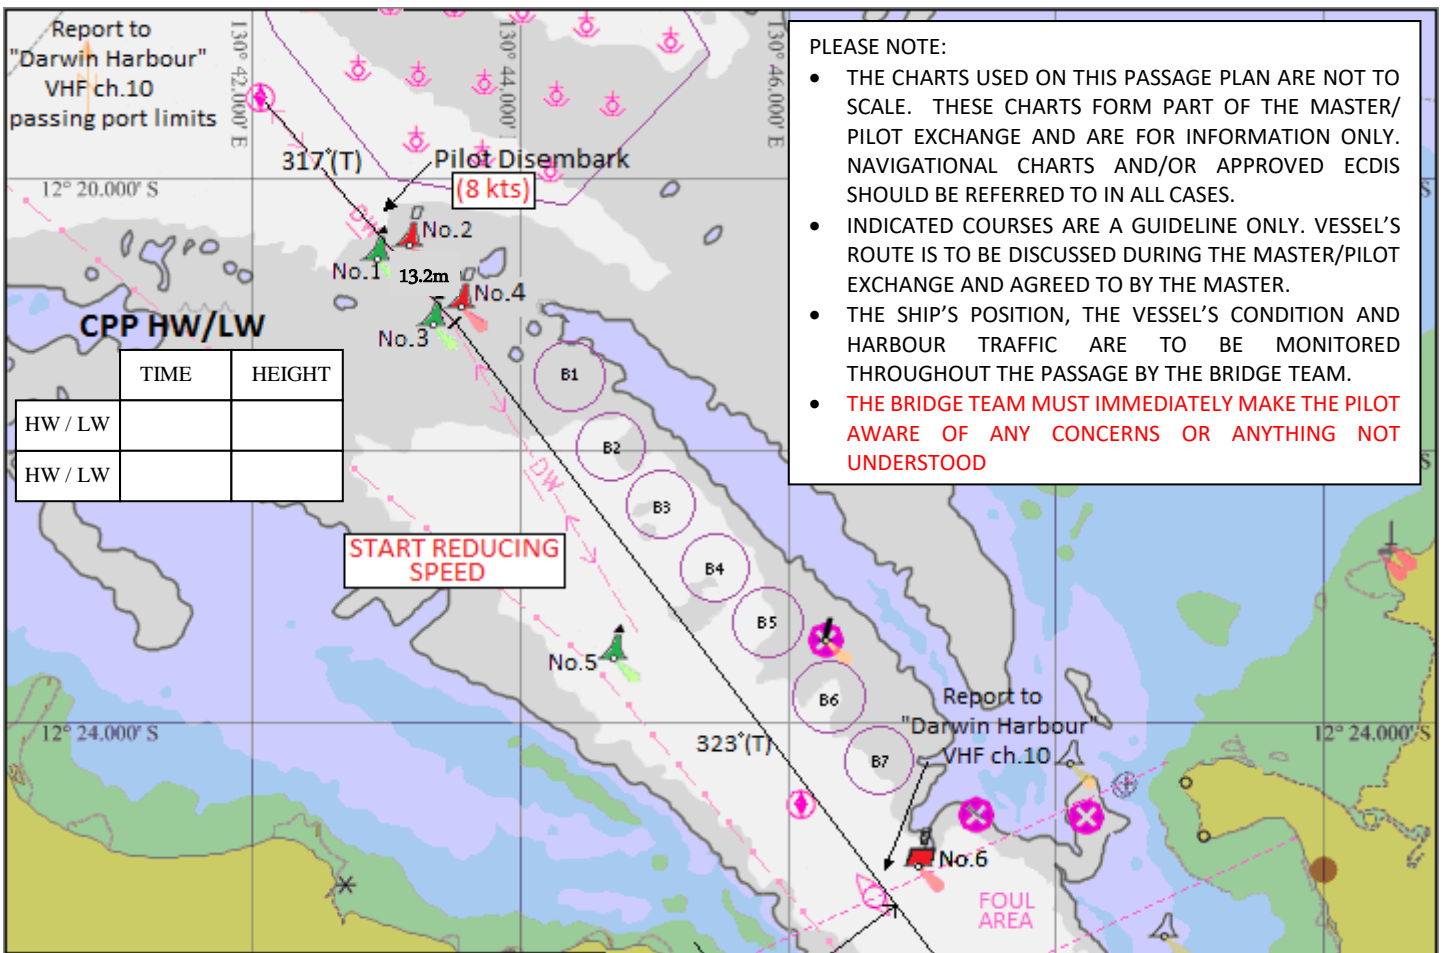 Report to
"Darwin Harbour"
VHF ch.10
passing port limits
130° 42.000' E
130° 44.000' E
130° 46.000' E
317°(T)
Pilot Disembark
(8 kts)
12° 20.000' S
S
DW
No.2
No.1
13.2m
No.4
No.3
CPP HW/LW
TIME HEIGHT
HW / LW
HW / LW
PLEASE NOTE:
• THE CHARTS USED ON THIS PASSAGE PLAN ARE NOT TO
SCALE. THESE CHARTS FORM PART OF THE MASTER/
PILOT EXCHANGE AND ARE FOR INFORMATION ONLY.
NAVIGATIONAL CHARTS AND/OR APPROVED ECDIS
SHOULD BE REFERRED TO IN ALL CASES.
• INDICATED COURSES ARE A GUIDELINE ONLY. VESSEL'S
ROUTE IS TO BE DISCUSSED DURING THE MASTER/PILOT
EXCHANGE AND AGREED TO BY THE MASTER.
• THE SHIP'S POSITION, THE VESSEL'S CONDITION AND
HARBOUR TRAFFIC ARE TO BE MONITORED
THROUGHOUT THE PASSAGE BY THE BRIDGE TEAM.
• THE BRIDGE TEAM MUST IMMEDIATELY MAKE THE PILOT
AWARE OF ANY CONCERNS OR ANYTHING NOT
UNDERSTOOD
S
B1
B2
B3
B4
B5
B6
B7
DW
START REDUCING
SPEED
No.5
Report to
"Darwin Harbour"
VHF ch.10
12° 24.000' S
323°(T)
12° 24.000' S
No.6
FOUL
AREA